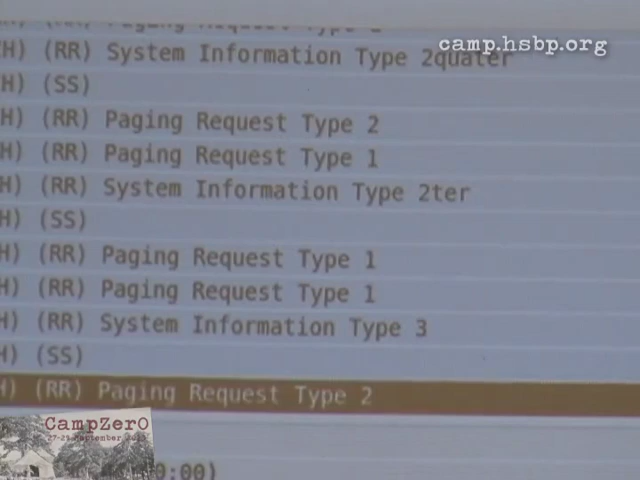 camp.hsbp.org
H) (RR) System Information Type 2quater
H) (SS)
H) (RR) Paging Request Type 2
H) (RR) Paging Request Type 1
H) (RR) System Information Type 2ter
H) (SS)
H) (RR) Paging Request Type 1
H) (RR) Paging Request Type 1
H) (RR) System Information Type 3
H) (SS)
H) (RR) Paging Request Type 2
CampZer0
0:00)